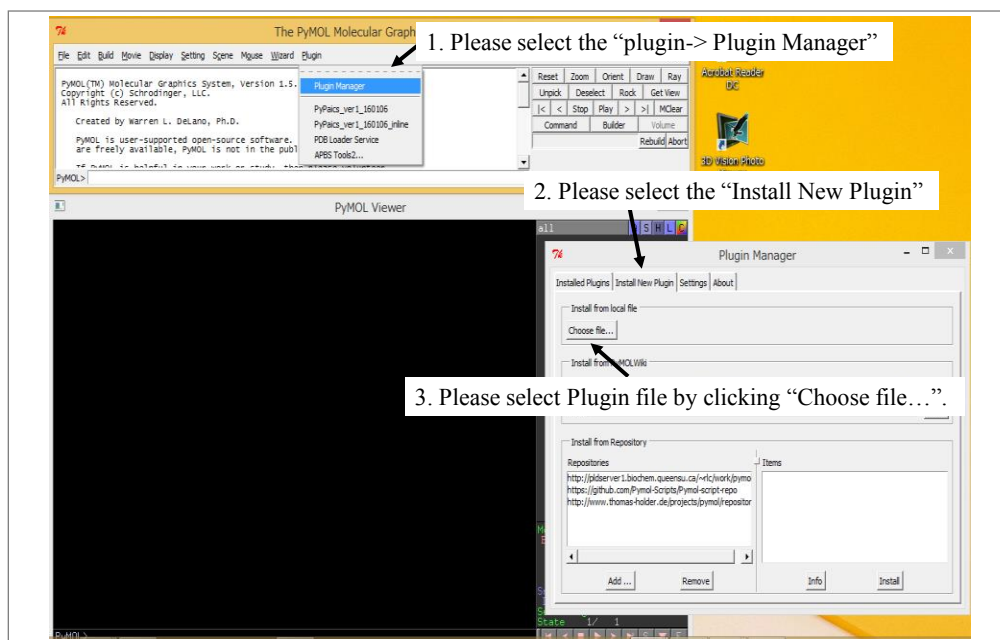 The PyMOL Molecular Graph
1. Please select the “plugin-> Plugin Manager”
File Edit Build Movie Display Setting Scene Mouse Wizard Plugin
PyMOL(TM) Molecular Graphics System, Version 1.5.
Copyright (c) Schrodinger, LLC.
All Rights Reserved.
Created by Warren L. DeLano, Ph.D.
PyMOL is user-supported open-source software.
are freely available, PyMOL is not in the publ
PyMOL>
Plugin Manager
PyPaics_ver1_160106
PyPaics_ver1_160106_inline
PDB Loader Service
APBS Tools2...
Reset Zoom Orient Draw Ray
Unpick Deselect Rock Get View
|< < Stop Play > >| MClear
Command Builder Volume
Rebuild Abort
Acrobat Reader
DC
3D Vision Photo
2. Please select the “Install New Plugin”
PyMOL Viewer
all S H L C
Plugin Manager
Installed Plugins Install New Plugin Settings About
Install from local file
Choose file...
Install from PyMOLWiki
3. Please select Plugin file by clicking “Choose file…”.
Install from Repository
Repositories
Items
http://pldserver1.biochem.queensu.ca/~rlc/work/pymo
https://github.com/Pymol-Scripts/Pymol-script-repo
http://www.thomas-holder.de/projects/pymol/repositor
Add ... Remove Info Install
State 1/ 1
PyMOL>